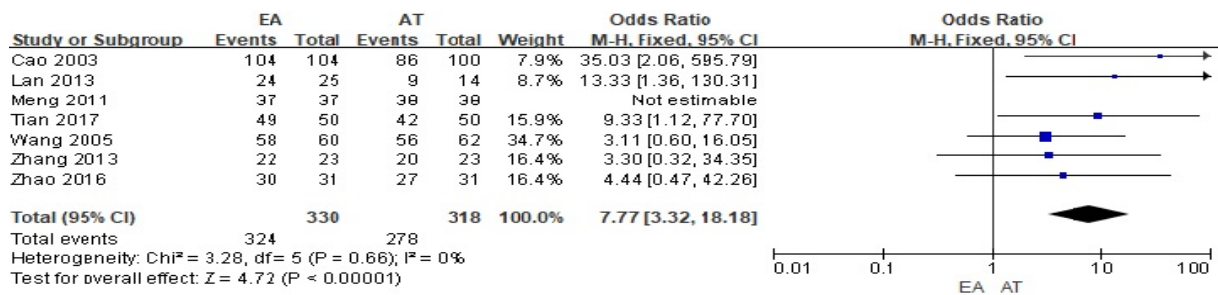 EA AT Odds Ratio Odds Ratio
Study or Subgroup Events Total Events Total Weight M-H, Fixed, 95% CI M-H, Fixed, 95% CI
Cao 2003 104 104 86 100 7.9% 35.03 [2.06, 595.79]
Lan 2013 24 25 9 14 8.7% 13.33 [1.36, 130.31]
Meng 2011 37 37 38 38 Not estimable
Tian 2017 49 50 42 50 15.9% 9.33 [1.12, 77.70]
Wang 2005 58 60 56 62 34.7% 3.11 [0.60, 16.05]
Zhang 2013 22 23 20 23 16.4% 3.30 [0.32, 34.35]
Zhao 2016 30 31 27 31 16.4% 4.44 [0.47, 42.26]
Total (95% CI) 330 318 100.0% 7.77 [3.32, 18.18]
Total events 324 278
Heterogeneity: Chi² = 3.28, df= 5 (P = 0.66); I² = 0%
Test for overall effect: Z = 4.72 (P < 0.00001)
0.01 0.1 1 10 100
EA AT